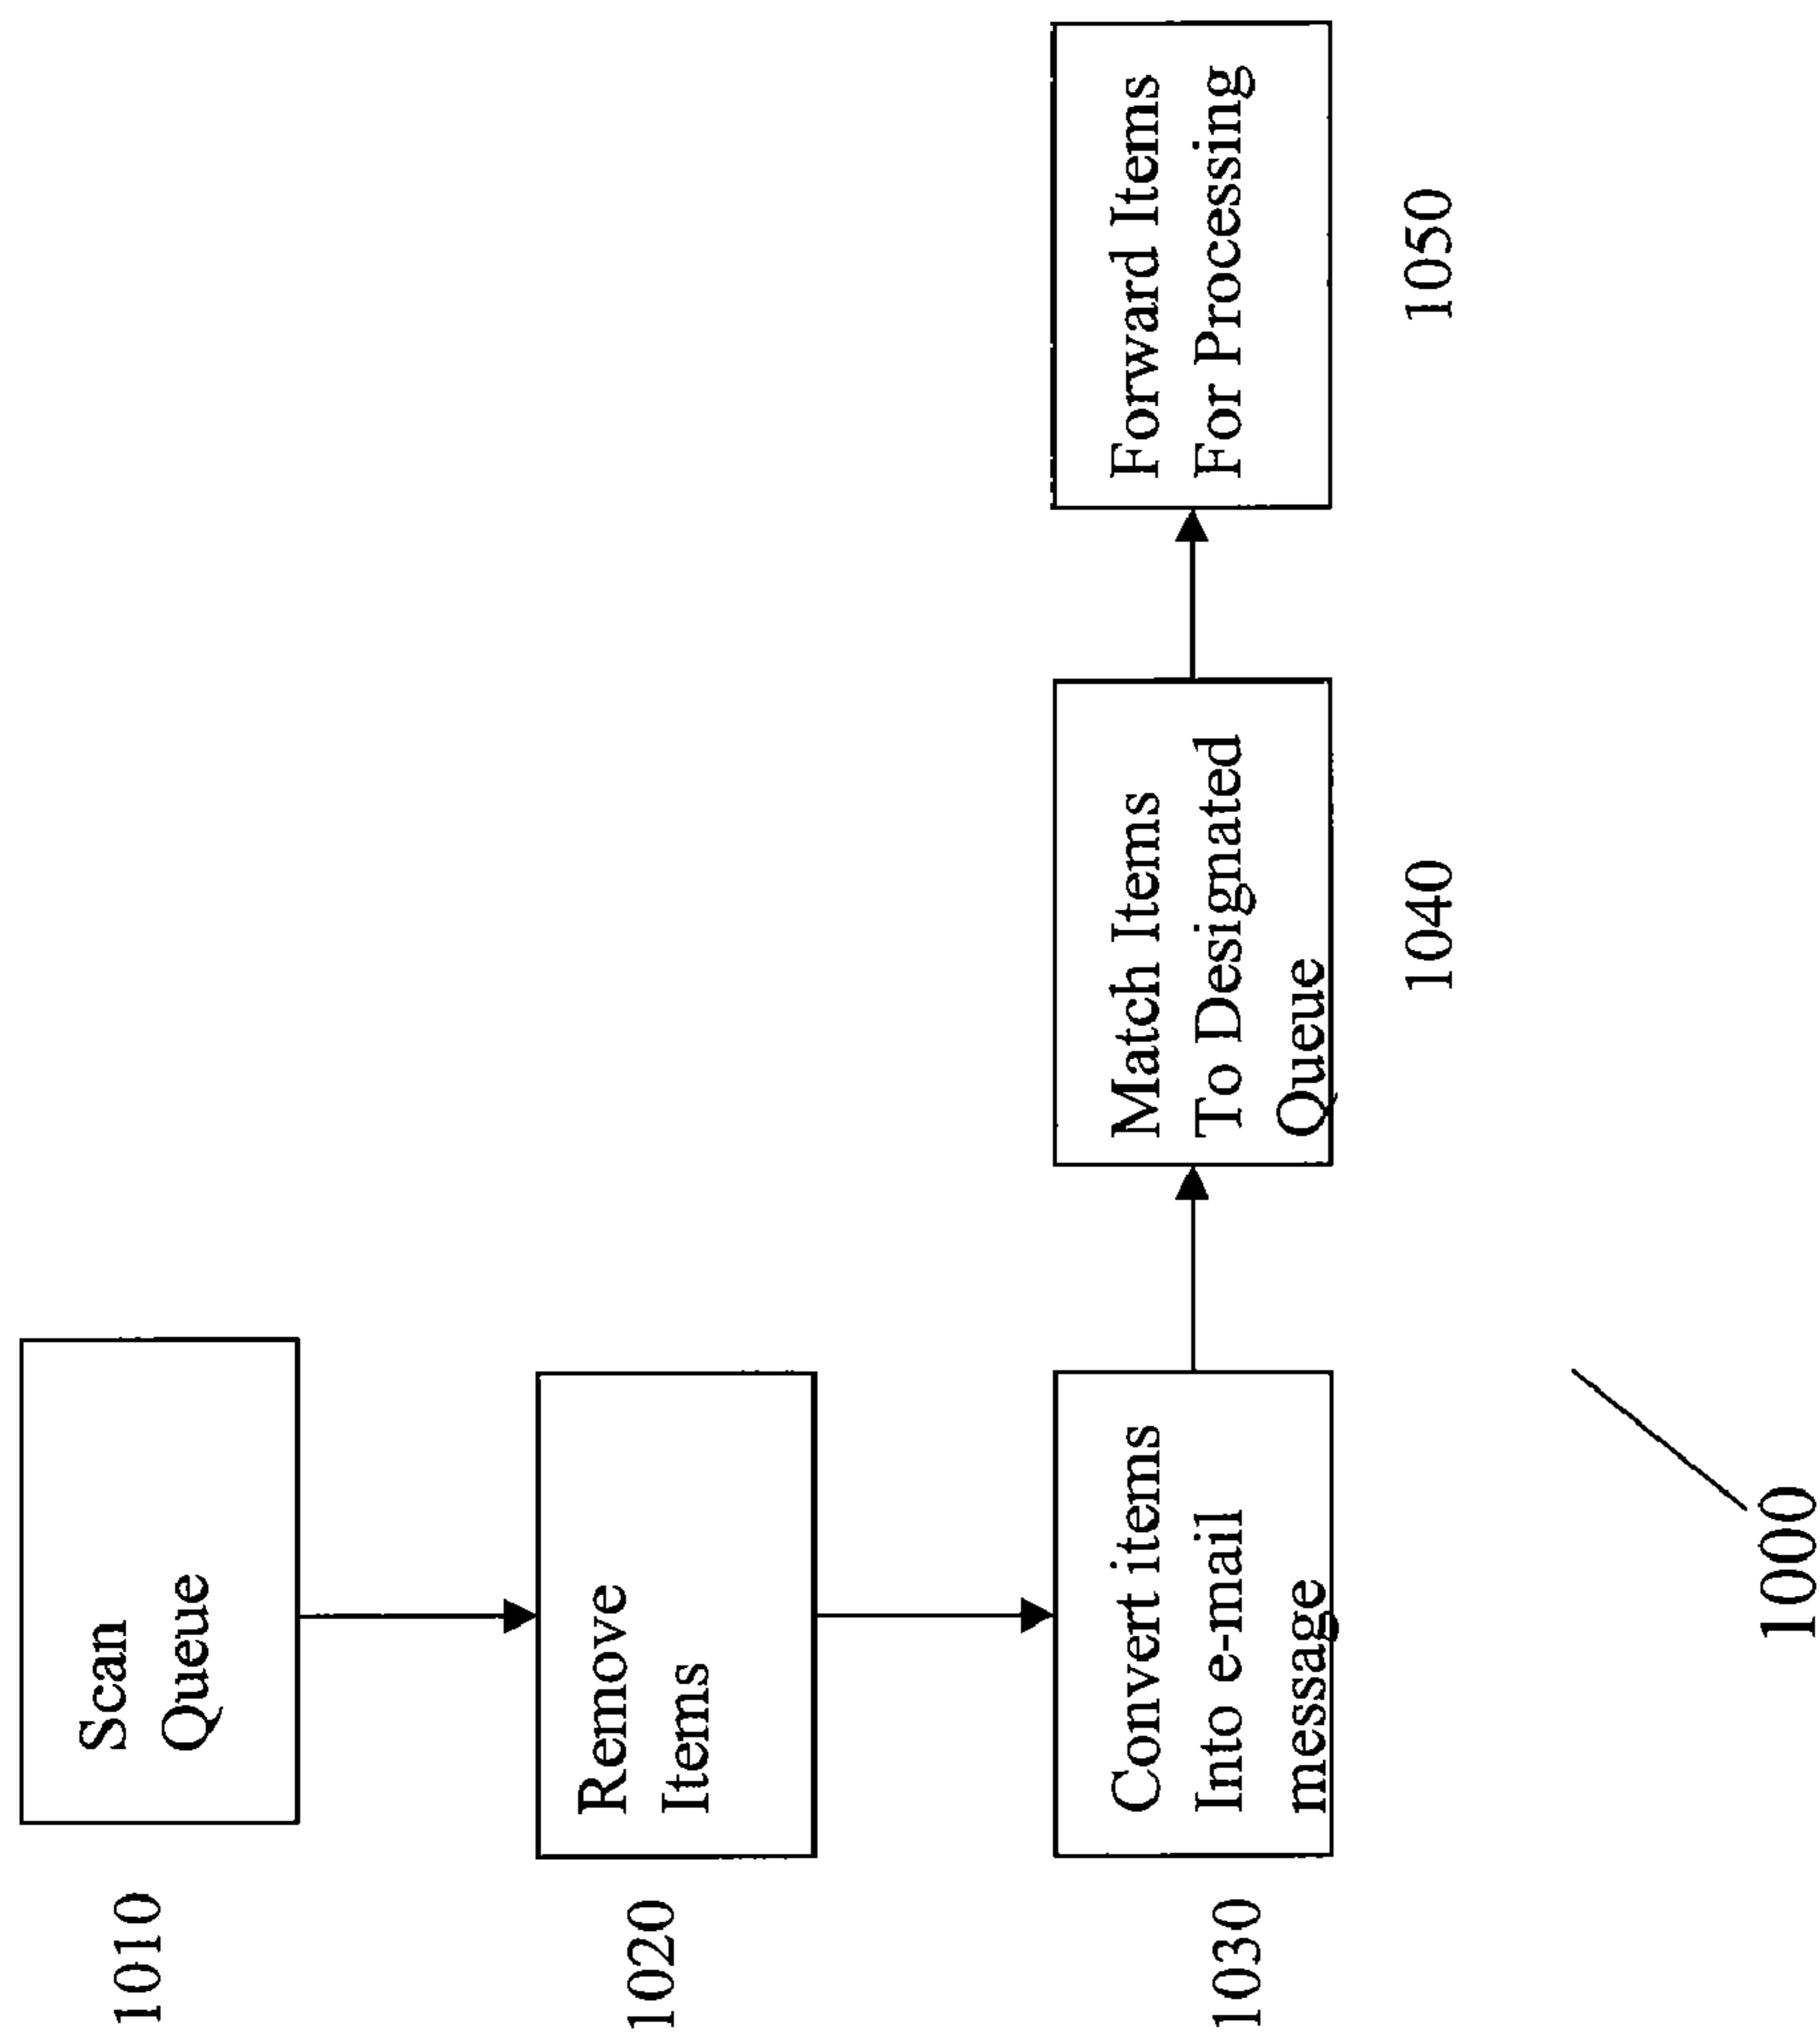 1010
Scan
Queue
1020
Remove
Items
1030
Convert items
Into e-mail
message
Match Items
To Designated
Queue
1040
Forward Items
For Processing
1050
1000